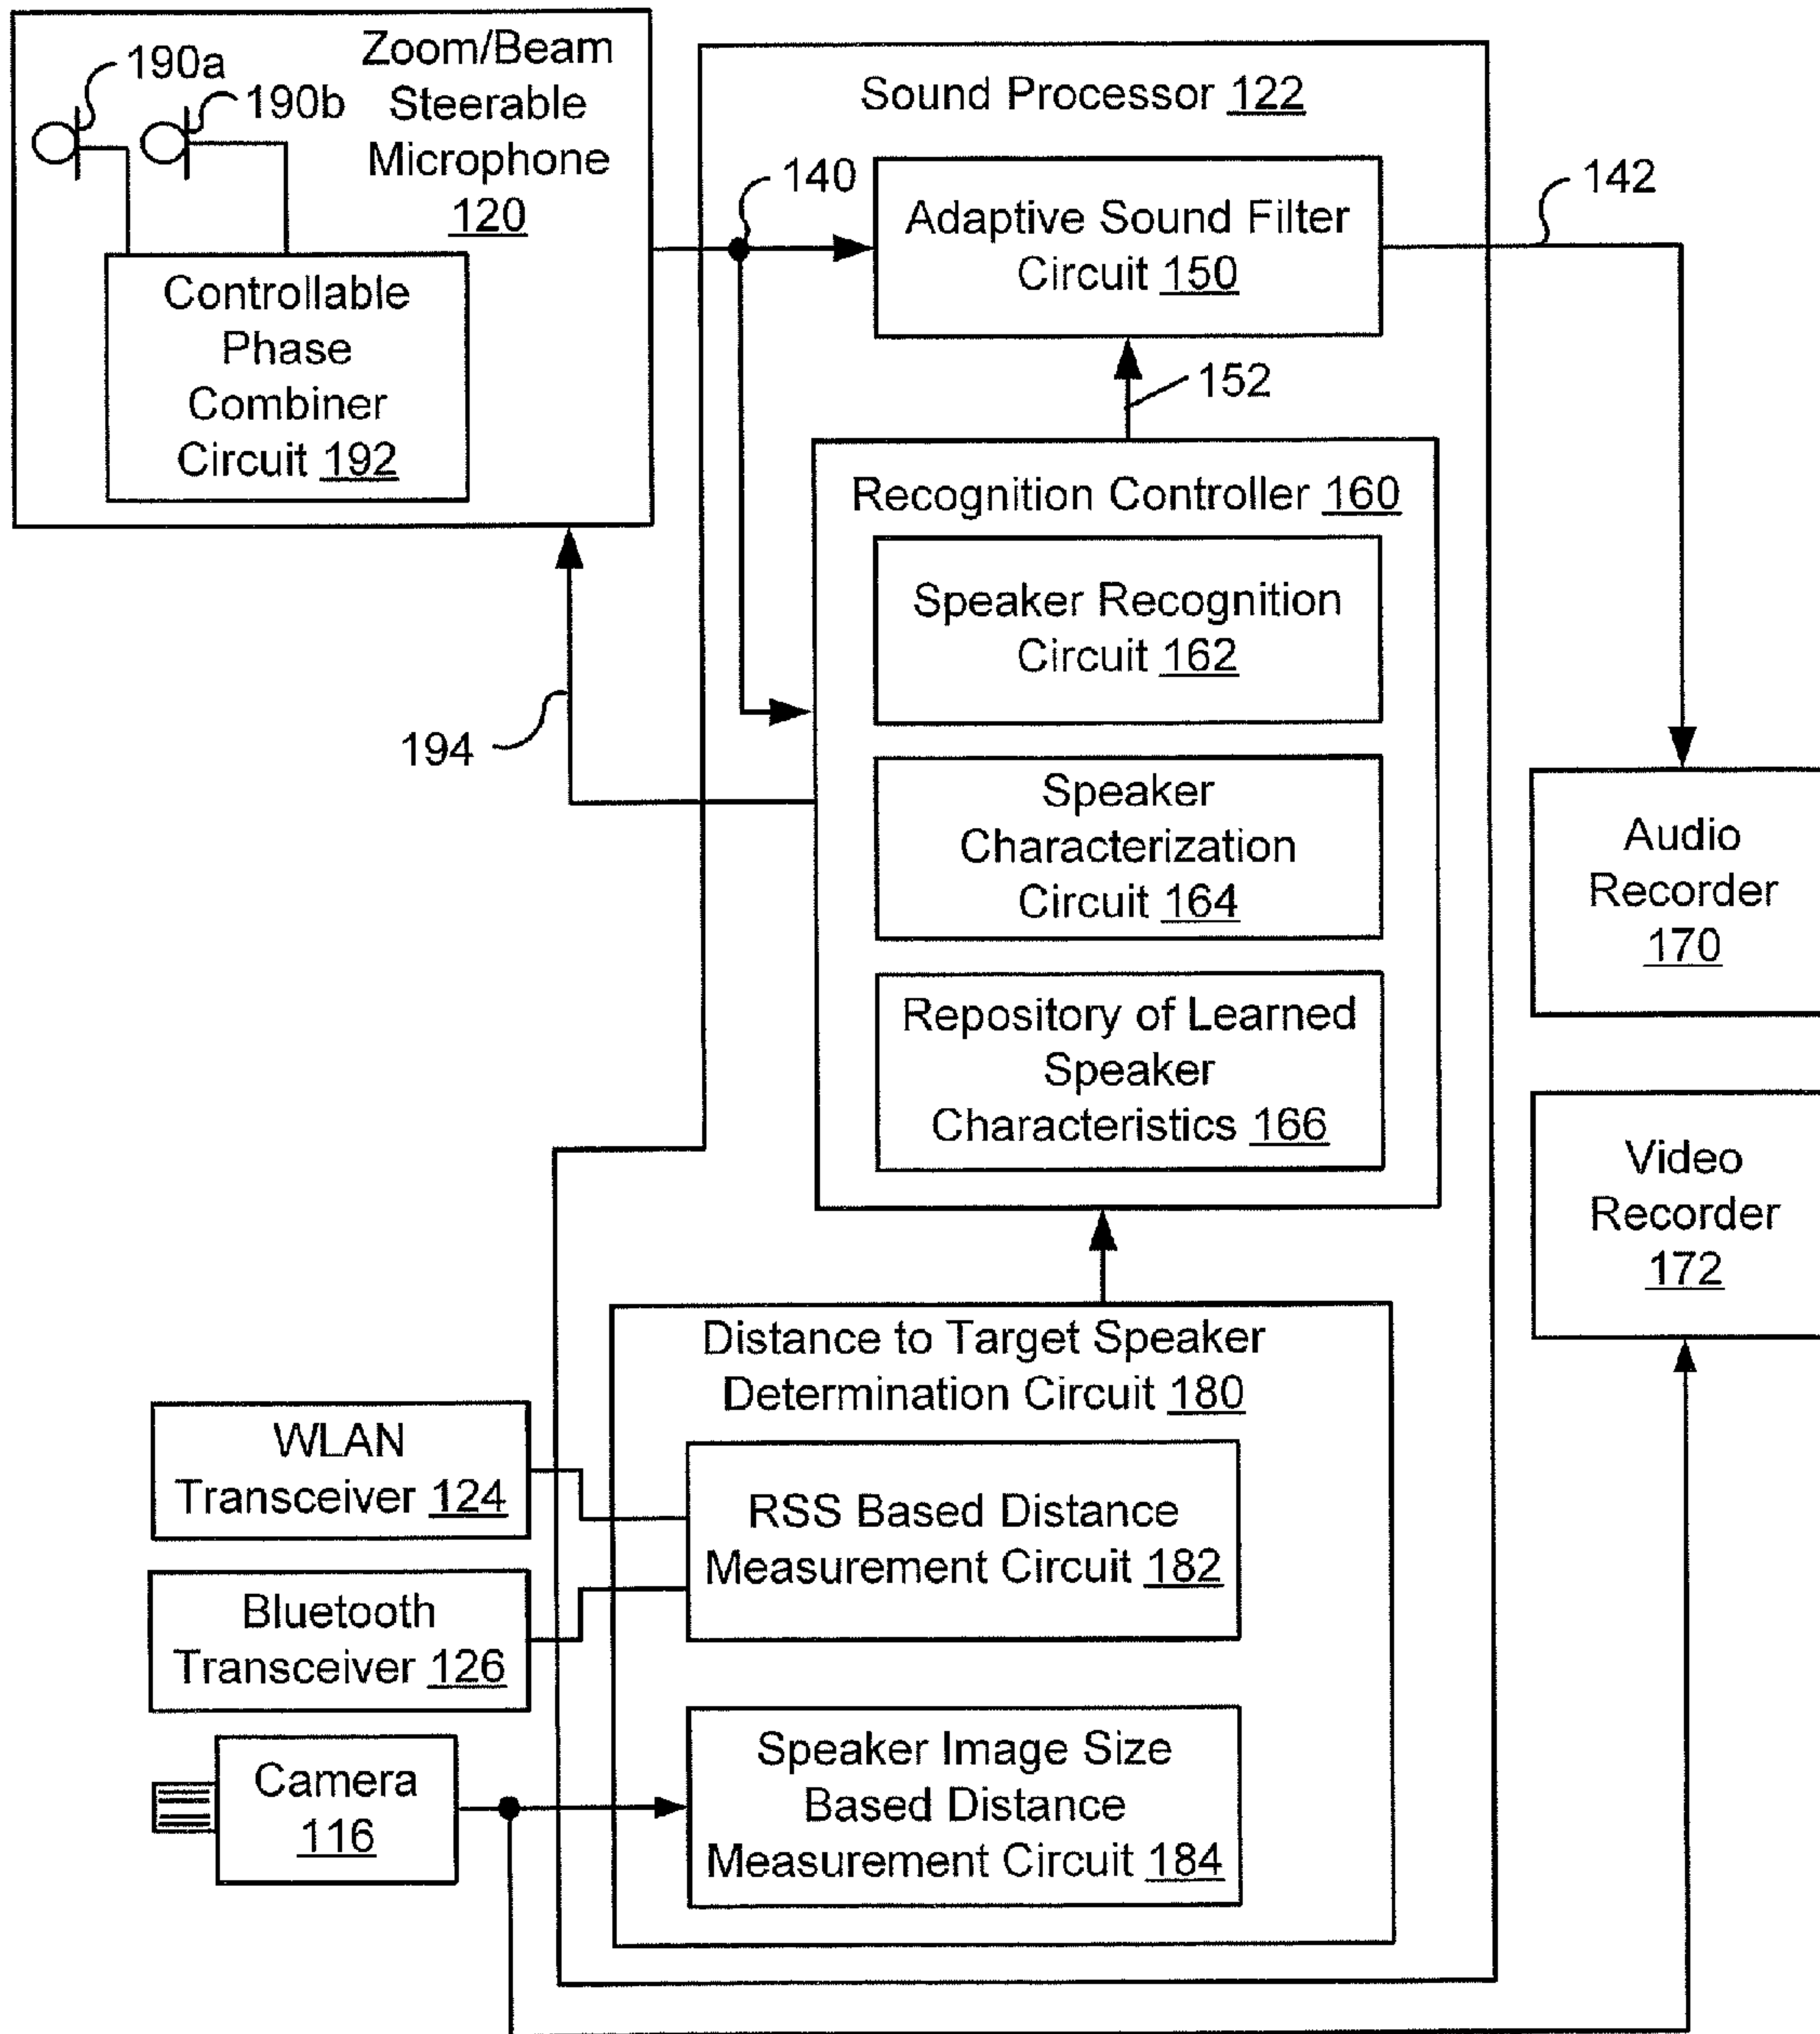 190a
190b
Zoom/Beam
Steerable
Microphone
120
Controllable
Phase
Combiner
Circuit 192
Sound Processor 122
140
Adaptive Sound Filter
Circuit 150
142
152
Recognition Controller 160
Speaker Recognition
Circuit 162
194
Speaker
Characterization
Circuit 164
Repository of Learned
Speaker
Characteristics 166
Audio
Recorder
170
Video
Recorder
172
Distance to Target Speaker
Determination Circuit 180
WLAN
Transceiver 124
RSS Based Distance
Measurement Circuit 182
Bluetooth
Transceiver 126
Camera
116
Speaker Image Size
Based Distance
Measurement Circuit 184